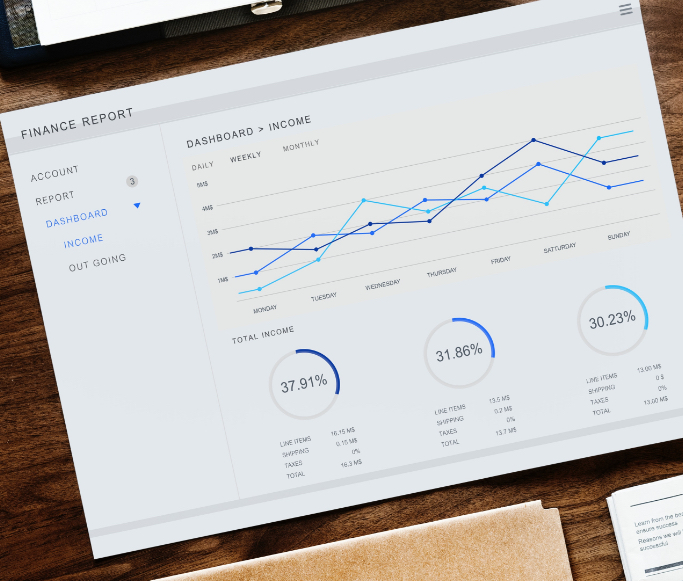 FINANCE REPORT
ACCOUNT
REPORT 3
DASHBOARD
INCOME
OUT GOING
DASHBOARD > INCOME
DAILY WEEKLY MONTHLY
5M$
4M$
3M$
2M$
1M$
MONDAY TUESDAY WEDNESDAY THURSDAY FRIDAY SATTURDAY SUNDAY
TOTAL INCOME
37.91%
LINE ITEMS 16.15 M$
SHIPPING 0.15 M$
TAXES 0%
TOTAL 16.3 M$
31.86%
LINE ITEMS 13.5 M$
SHIPPING 0.2 M$
TAXES 0%
TOTAL 13.7 M$
30.23%
LINE ITEMS 13.00 M$
SHIPPING 0 $
TAXES 0%
TOTAL 13.00 M$
Learn from the
ensure success.
Reasons we will
successful